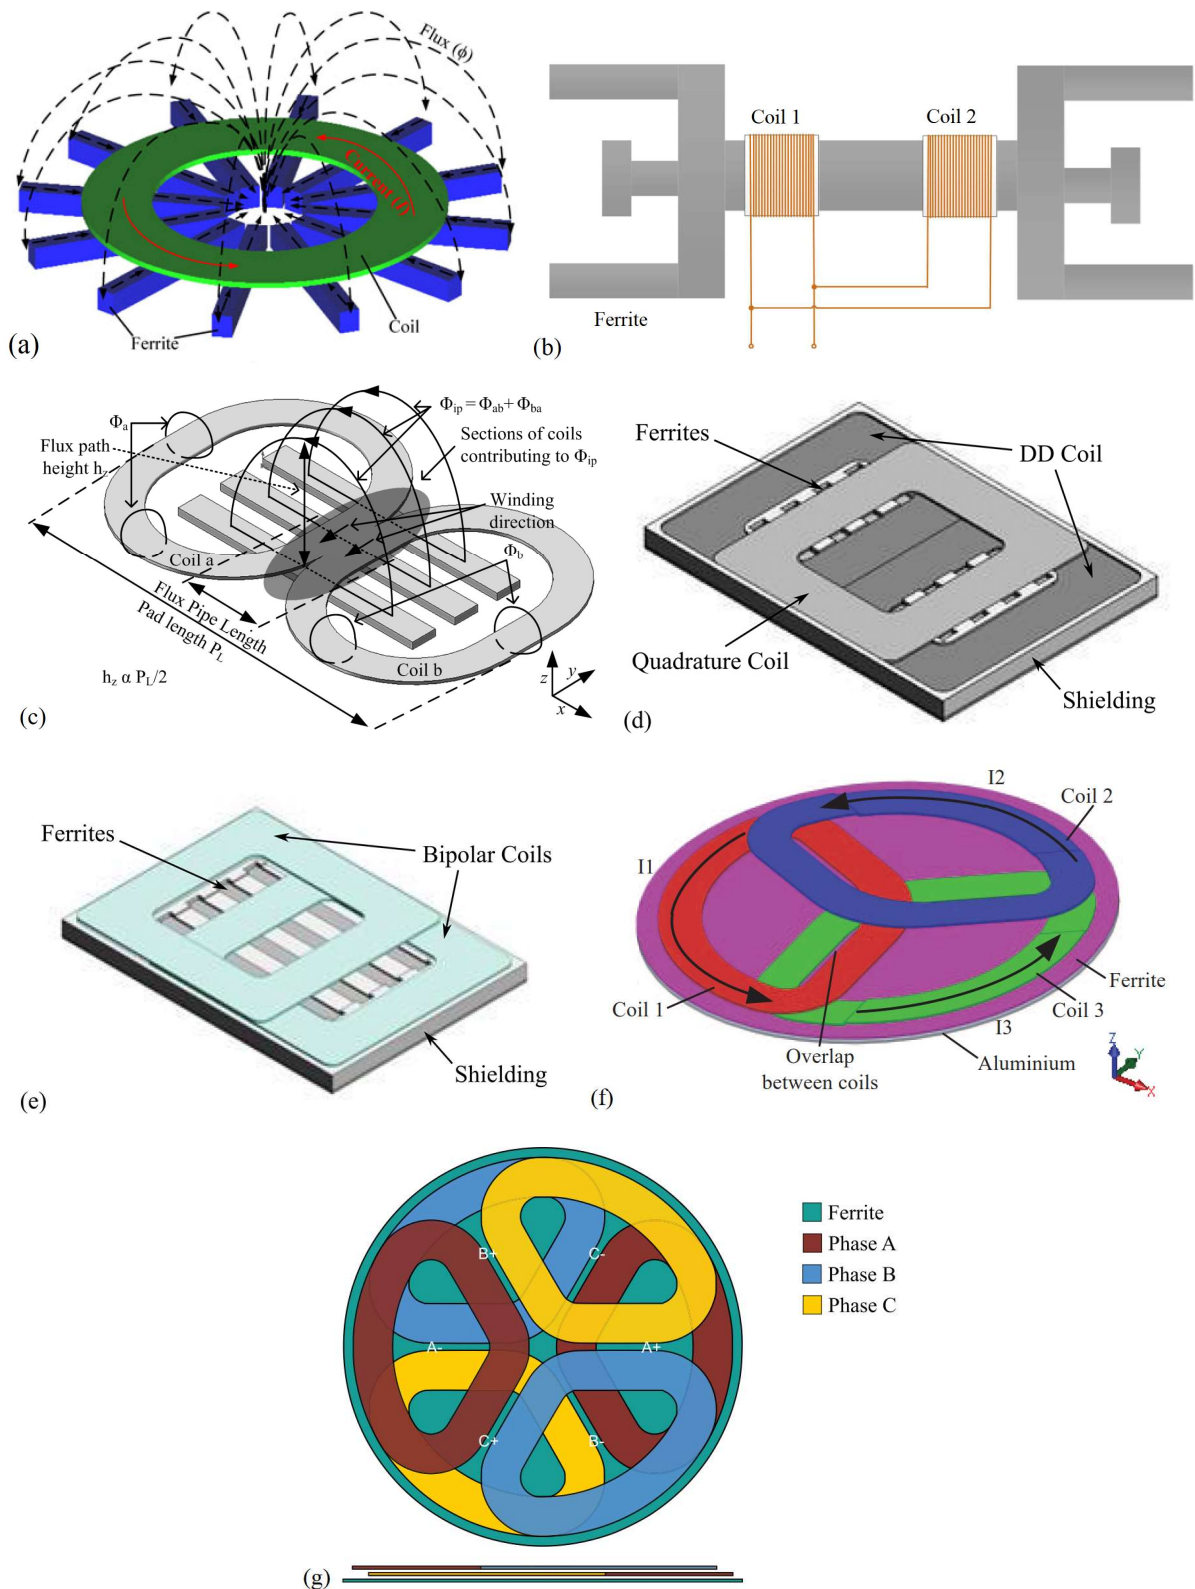 Flux (ϕ)
Current (I)
Coil
Ferrite
(a)
Coil 1
Coil 2
Ferrite
(b)
Φa
Φip = Φab + Φba
Flux path
height hz
Sections of coils
contributing to Φip
Winding
direction
Φb
Coil a
Flux Pipe Length
Pad length PL
Coil b
hz α PL/2
z
y
x
(c)
Ferrites
DD Coil
Quadrature Coil
Shielding
(d)
Ferrites
Bipolar Coils
Shielding
(e)
I2
Coil 2
I1
Coil 1
Ferrite
Coil 3
I3
Overlap
between coils
Aluminium
Z
Y
X
(f)
B+
C-
A-
A+
C+
B-
Ferrite
Phase A
Phase B
Phase C
(g)